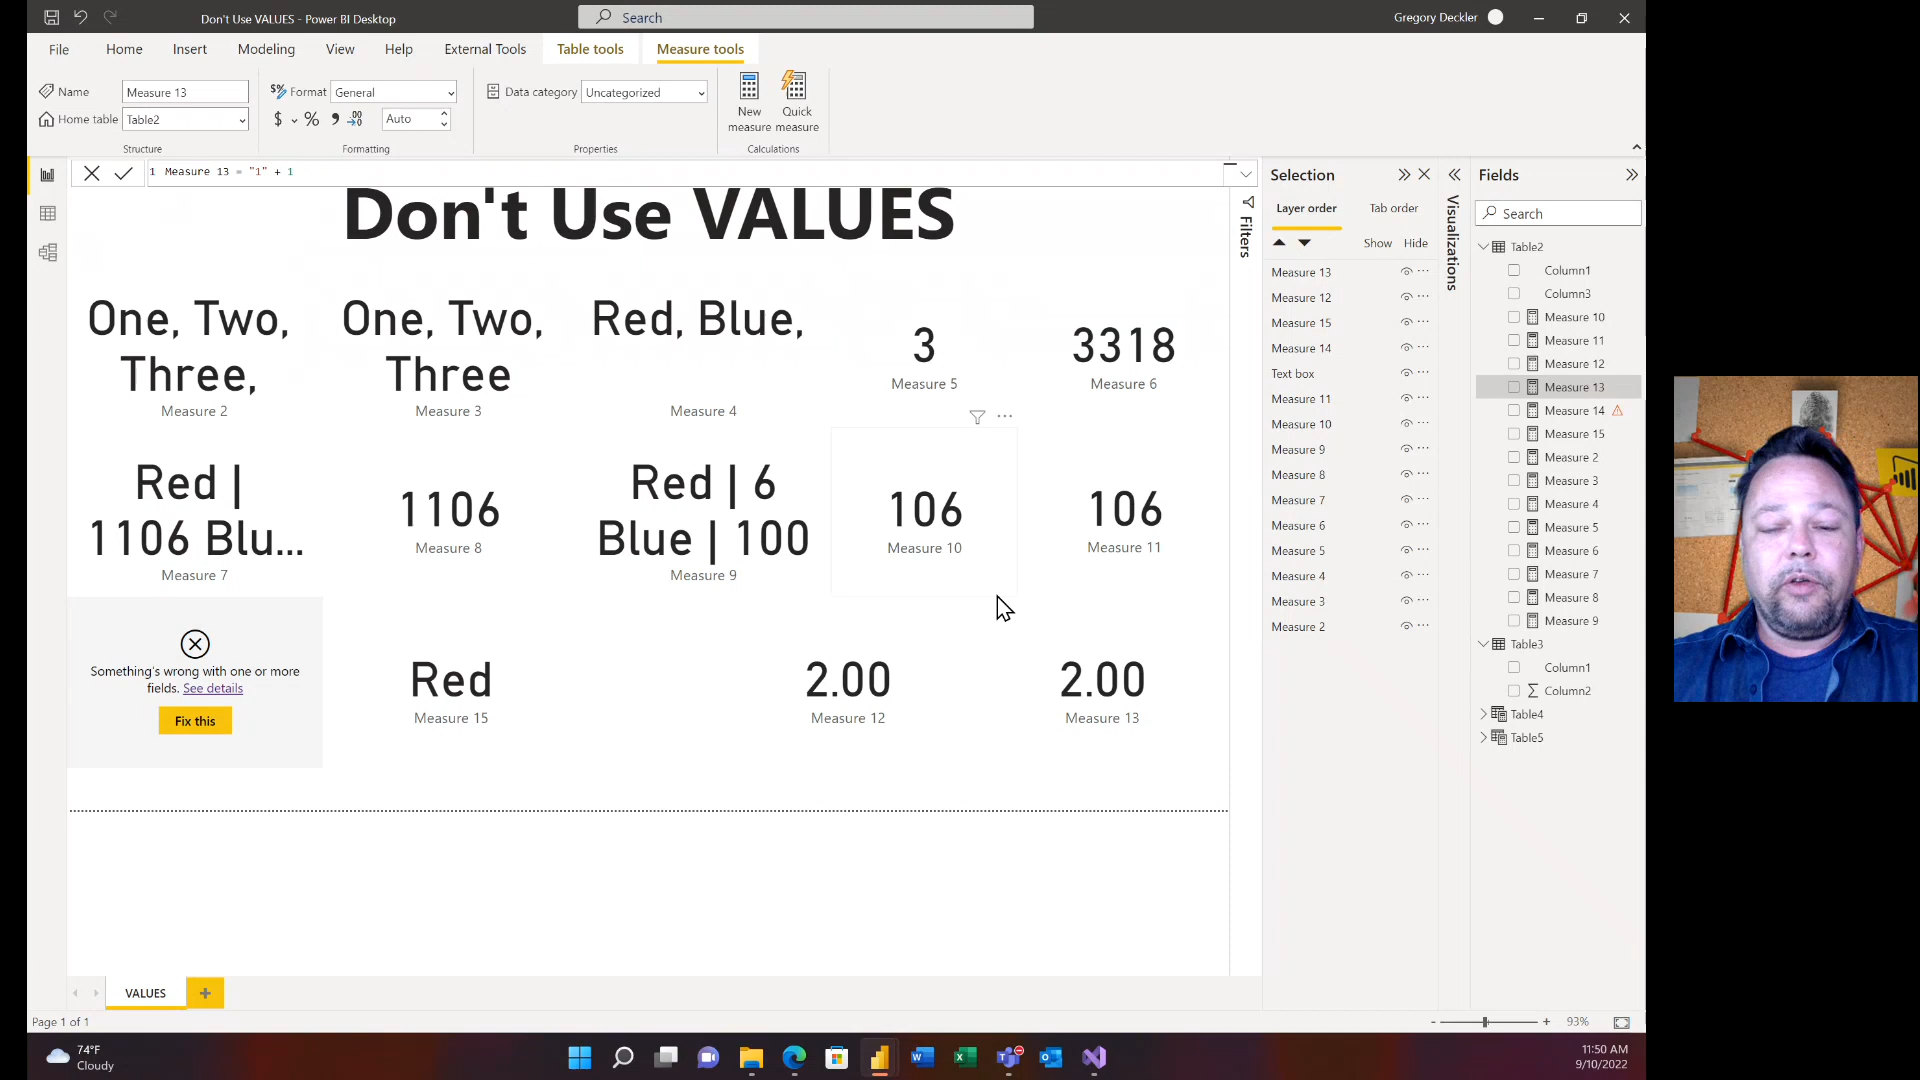 Don't Use VALUES - Power BI Desktop
Search
Gregory Deckler
File
Home
Insert
Modeling
View
Help
External Tools
Table tools
Measure tools
Name
Measure 13
Home table
Table2
Structure
Format
General
$
%
,
.00
Auto
Formatting
Data category
Uncategorized
Properties
New
measure
Quick
measure
Calculations
1 Measure 13 = "1" + 1
Don't Use VALUES
One, Two,
Three,
Measure 2
One, Two,
Three
Measure 3
Red, Blue,
Measure 4
3
Measure 5
3318
Measure 6
Red |
1106 Blu...
Measure 7
1106
Measure 8
Red | 6
Blue | 100
Measure 9
106
Measure 10
106
Measure 11
Something's wrong with one or more
fields. See details
Fix this
Red
Measure 15
2.00
Measure 12
2.00
Measure 13
Filters
Selection
Layer order
Tab order
Show
Hide
Measure 13
Measure 12
Measure 15
Measure 14
Text box
Measure 11
Measure 10
Measure 9
Measure 8
Measure 7
Measure 6
Measure 5
Measure 4
Measure 3
Measure 2
Visualizations
Fields
Search
Table2
Column1
Column3
Measure 10
Measure 11
Measure 12
Measure 13
Measure 14
Measure 15
Measure 2
Measure 3
Measure 4
Measure 5
Measure 6
Measure 7
Measure 8
Measure 9
Table3
Column1
Column2
Table4
Table5
VALUES
Page 1 of 1
93%
74°F
Cloudy
11:50 AM
9/10/2022